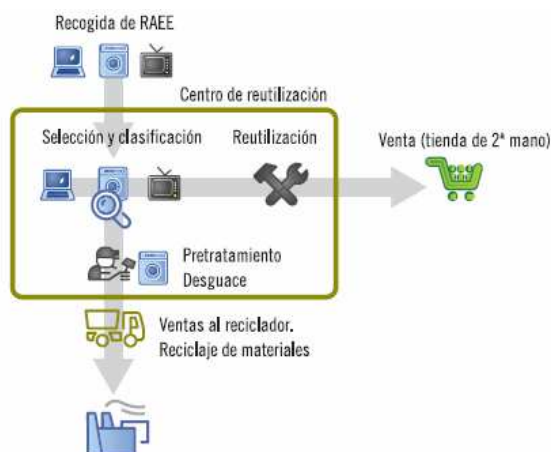 Recogida de RAEE
Centro de reutilización
Selección y clasificación
Reutilización
Venta (tienda de 2ª mano)
Pretratamiento
Desguace
Ventas al reciclador.
Reciclaje de materiales